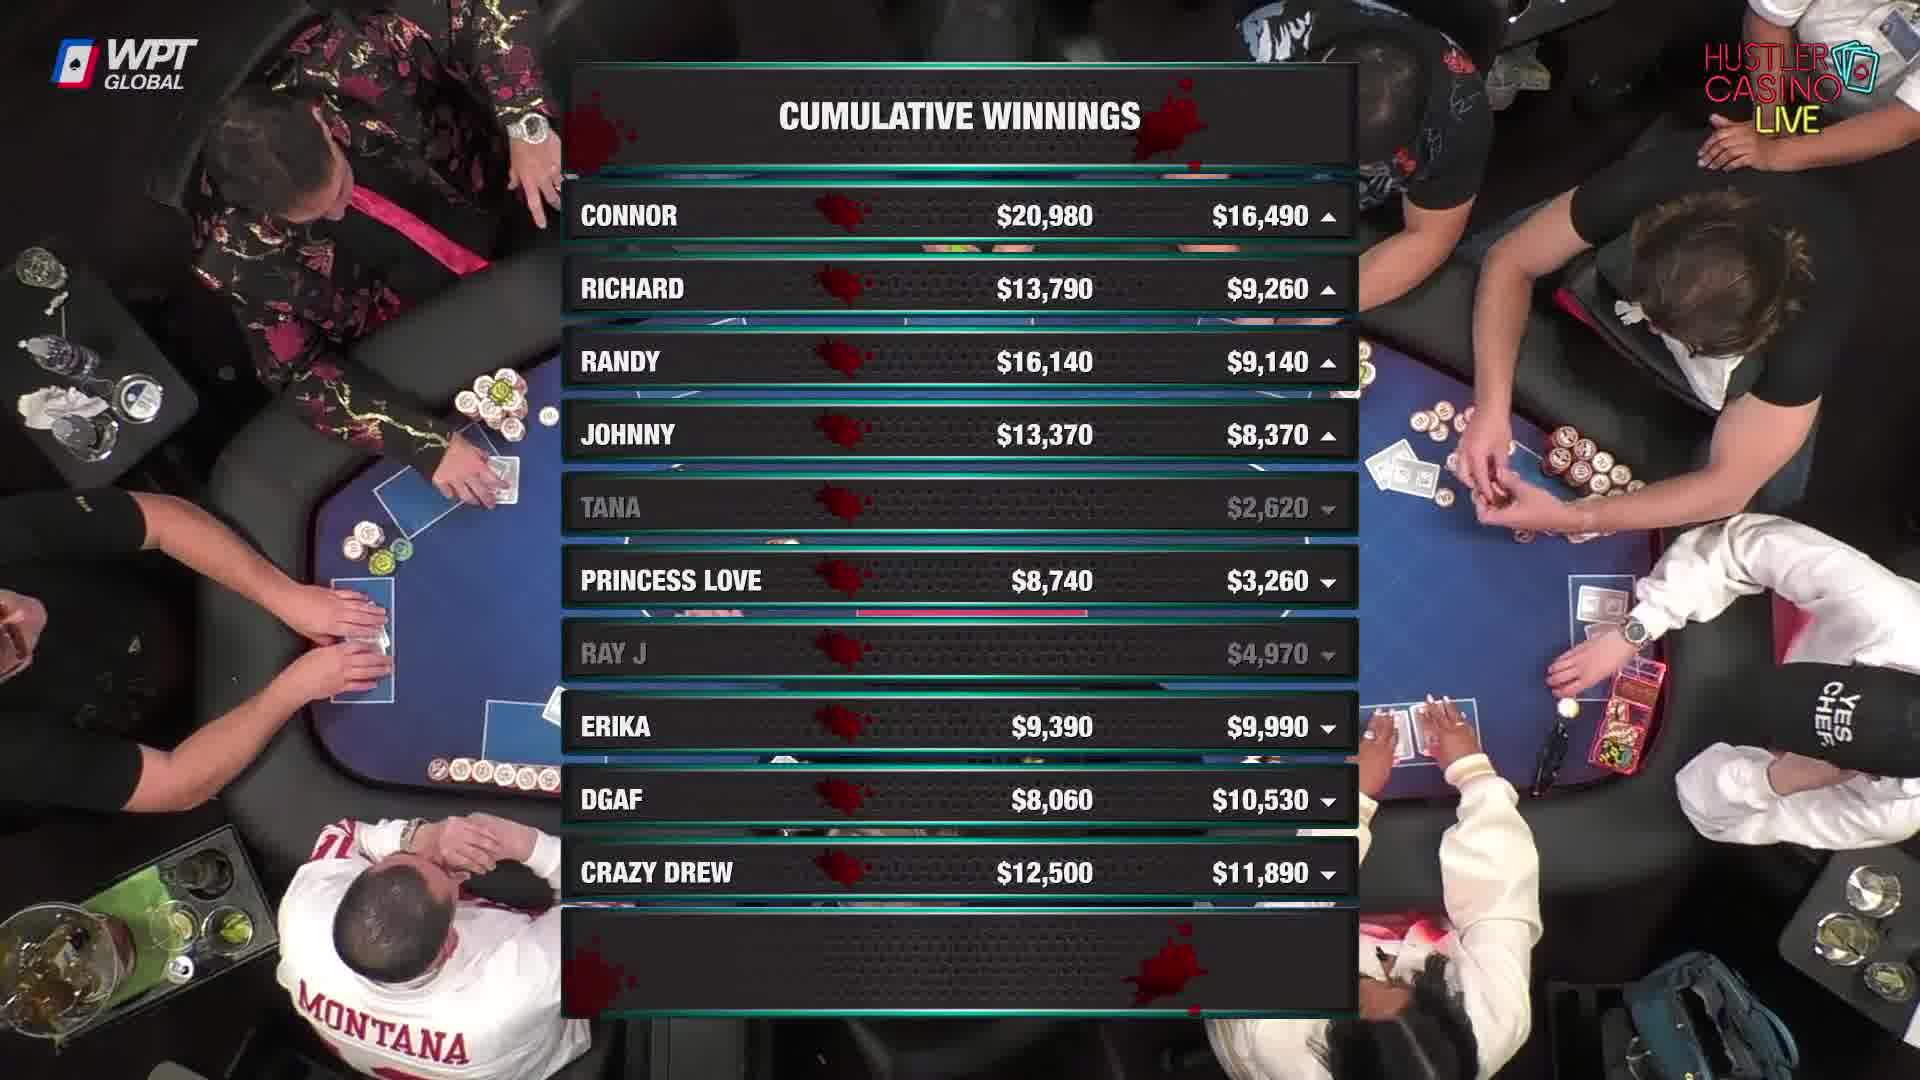 WPT
GLOBAL
HUSTLER
CASINO
LIVE
CUMULATIVE WINNINGS
CONNOR $20,980 $16,490
RICHARD $13,790 $9,260
RANDY $16,140 $9,140
JOHNNY $13,370 $8,370
TANA $2,620
PRINCESS LOVE $8,740 $3,260
RAY J $4,970
ERIKA $9,390 $9,990
DGAF $8,060 $10,530
CRAZY DREW $12,500 $11,890
YES
CHEF
MONTANA